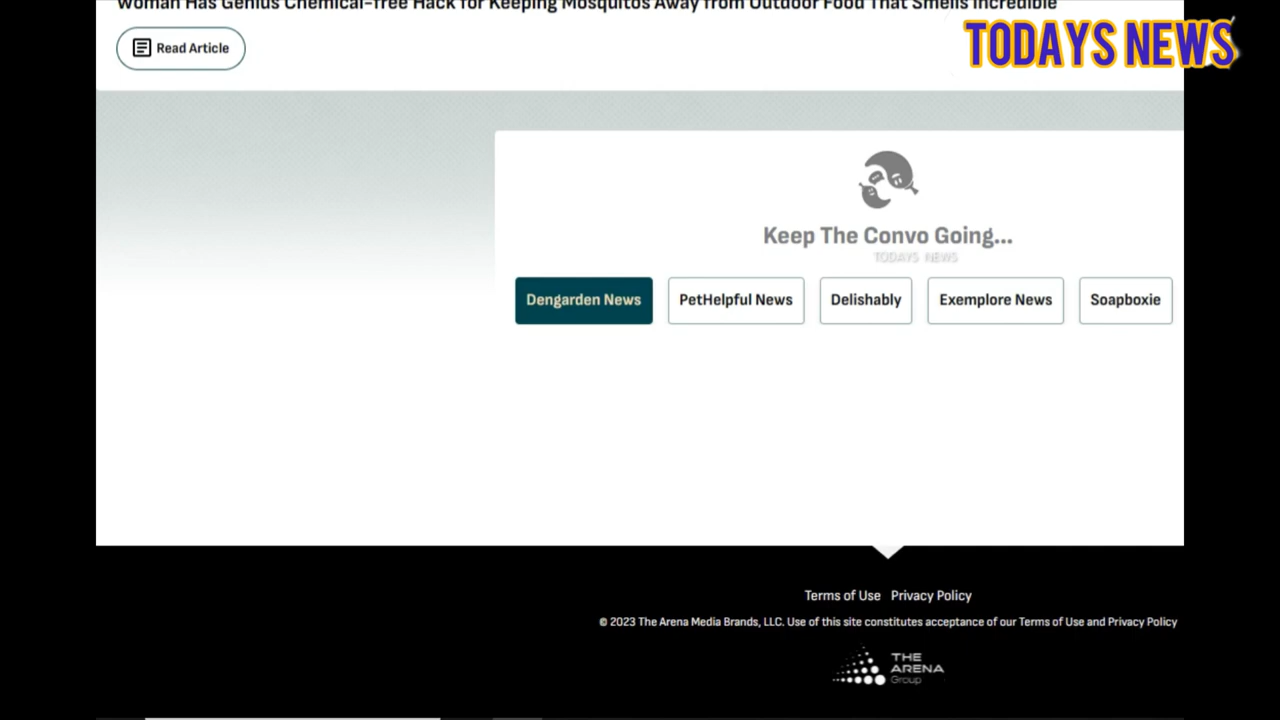 Woman Has Genius Chemical-free Hack for Keeping Mosquitos Away from Outdoor Food That Smells Incredible
TODAYS NEWS
Read Article
Keep The Convo Going...
TODAYS NEWS
Dengarden News
PetHelpful News
Delishably
Exemplore News
Soapboxie
Terms of Use Privacy Policy
© 2023 The Arena Media Brands, LLC. Use of this site constitutes acceptance of our Terms of Use and Privacy Policy
THE
ARENA
Group